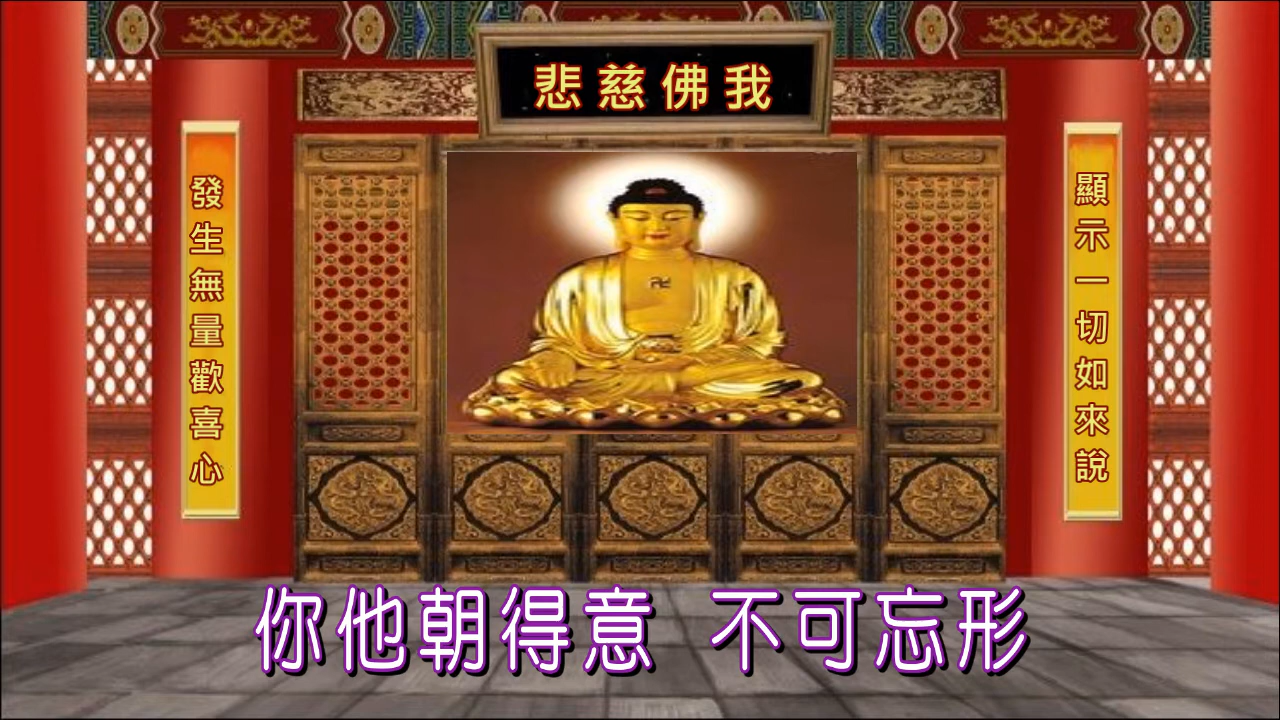 悲慈佛我
顯示一切如來說
發生無量歡喜心
你他朝得意 不可忘形